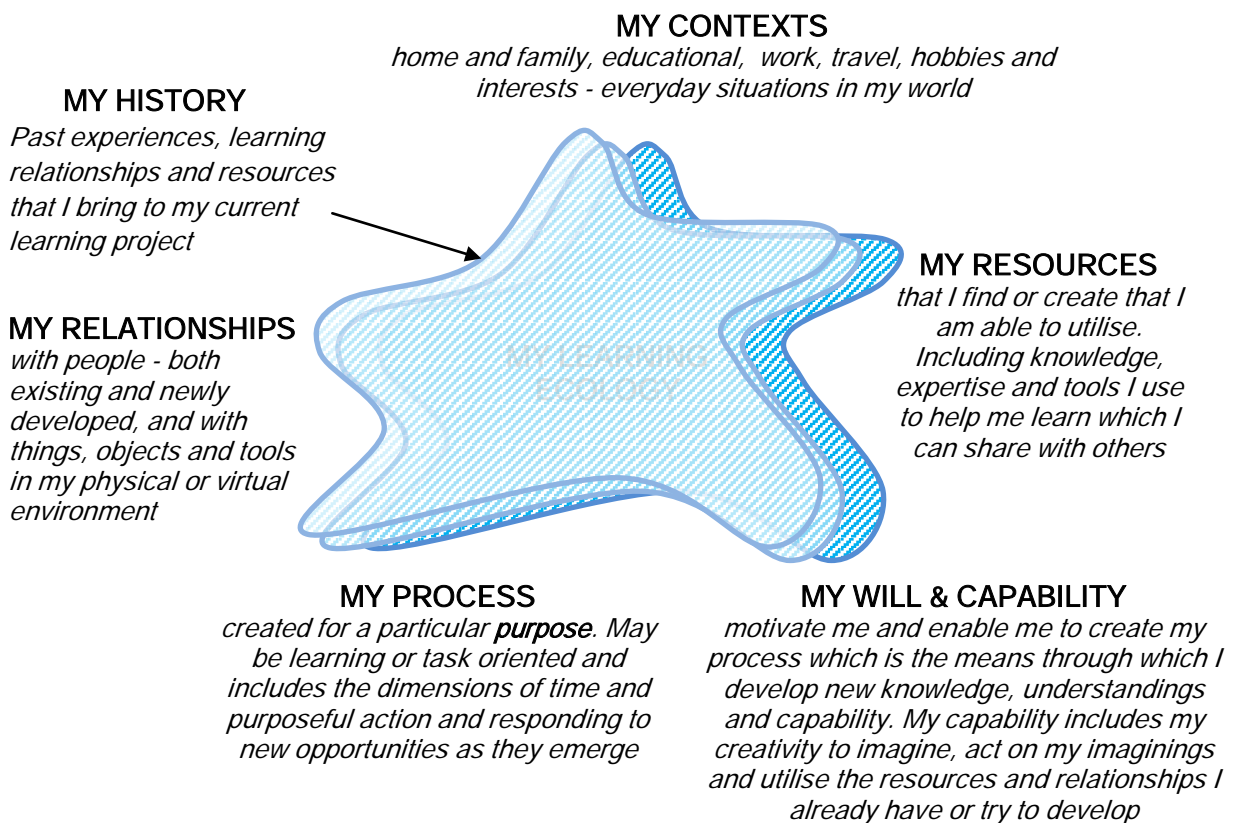 MY CONTEXTS
home and family, educational, work, travel, hobbies and
interests - everyday situations in my world
MY HISTORY
Past experiences, learning
relationships and resources
that I bring to my current
learning project
MY RELATIONSHIPS
with people - both
existing and newly
developed, and with
things, objects and tools
in my physical or virtual
environment
MY LEARNING
ECOLOGY
MY RESOURCES
that I find or create that I
am able to utilise.
Including knowledge,
expertise and tools I use
to help me learn which I
can share with others
MY PROCESS
created for a particular purpose. May
be learning or task oriented and
includes the dimensions of time and
purposeful action and responding to
new opportunities as they emerge
MY WILL & CAPABILITY
motivate me and enable me to create my
process which is the means through which I
develop new knowledge, understandings
and capability. My capability includes my
creativity to imagine, act on my imaginings
and utilise the resources and relationships I
already have or try to develop